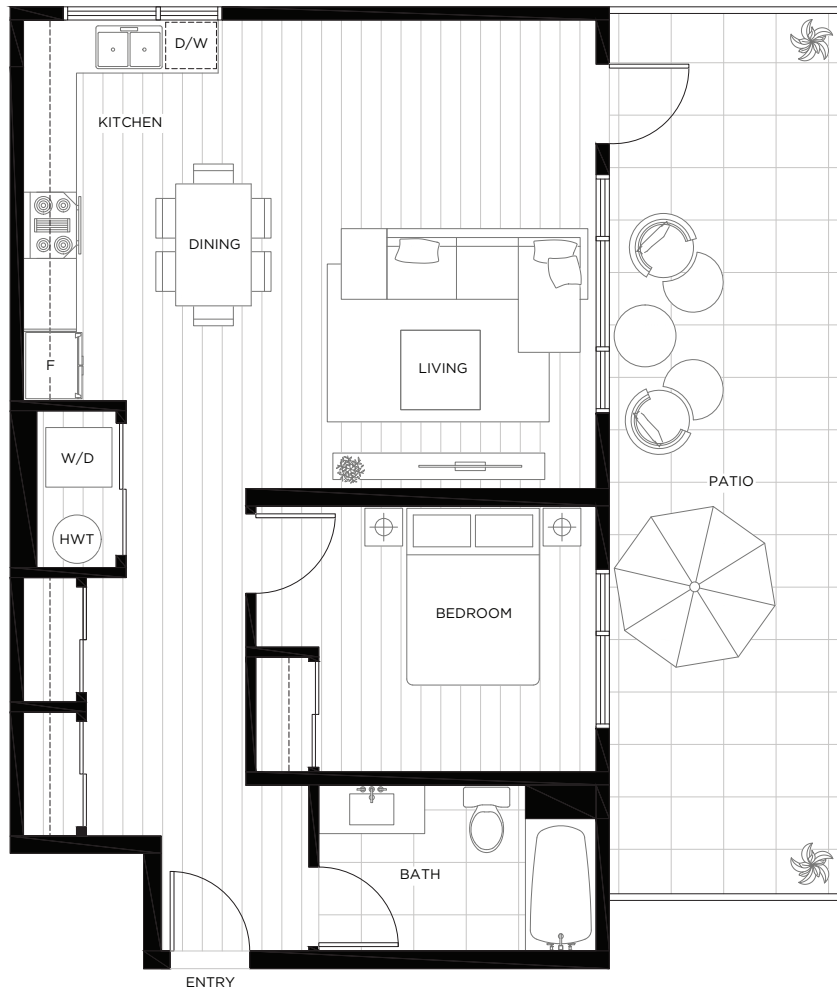 D/W
KITCHEN
DINING
F
LIVING
W/D
PATIO
HWT
BEDROOM
BATH
ENTRY